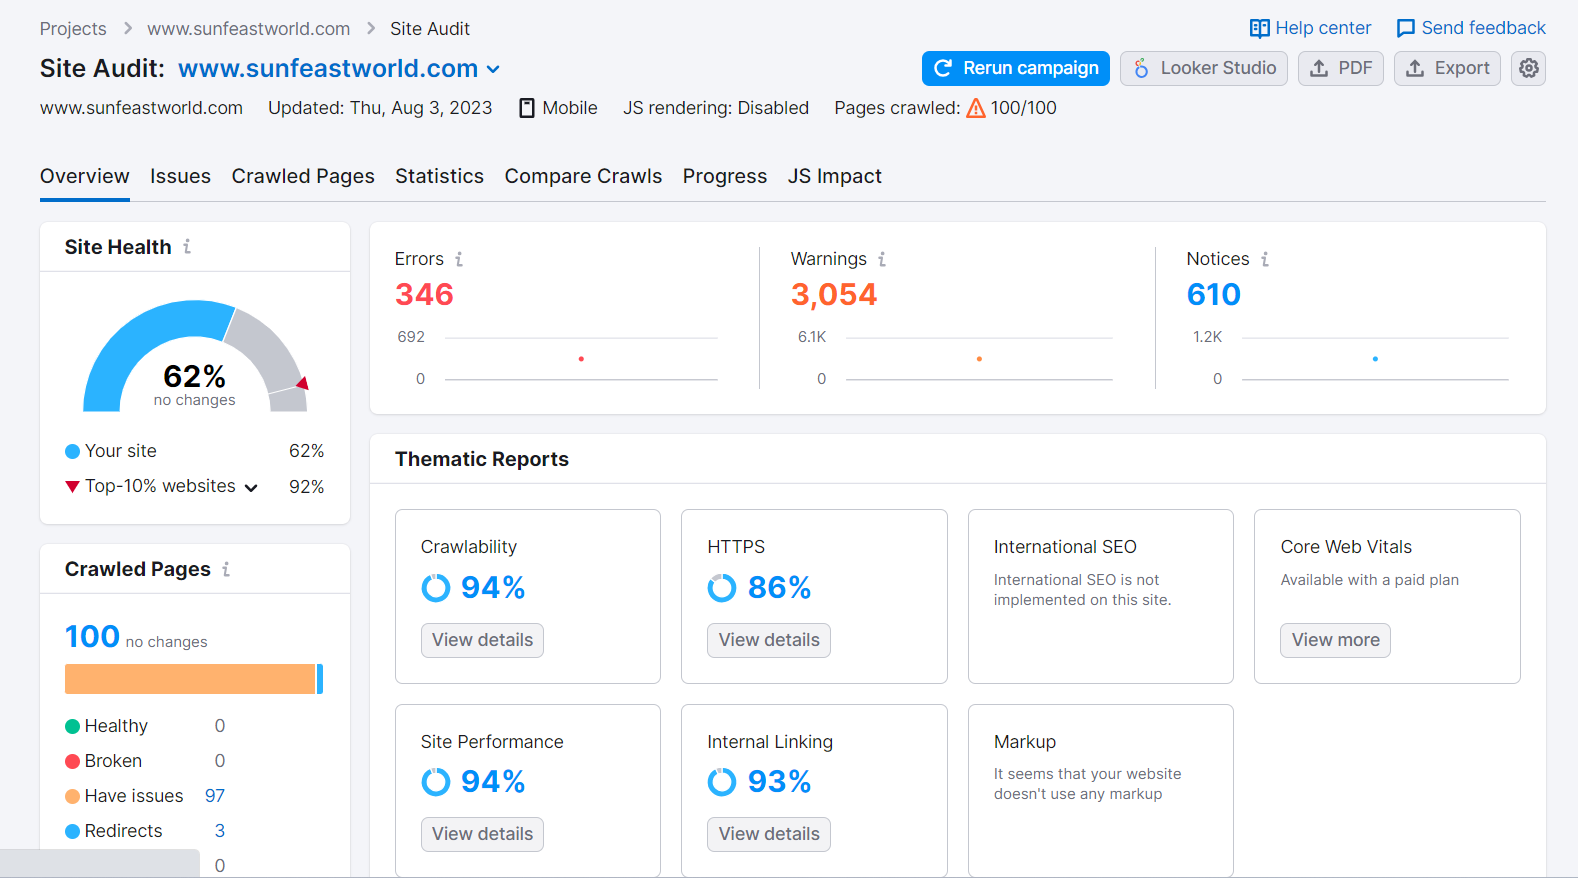 Projects > www.sunfeastworld.com > Site Audit
Help center
Send feedback
Site Audit: www.sunfeastworld.com
Rerun campaign
Looker Studio
PDF
Export
www.sunfeastworld.com Updated: Thu, Aug 3, 2023 Mobile JS rendering: Disabled Pages crawled: 100/100
Overview Issues Crawled Pages Statistics Compare Crawls Progress JS Impact
Site Health i
62%
no changes
Your site 62%
Top-10% websites 92%
Errors i
346
692
0
Warnings i
3,054
6.1K
0
Notices i
610
1.2K
0
Crawled Pages i
100 no changes
Healthy 0
Broken 0
Have issues 97
Redirects 3
0
Thematic Reports
Crawlability
94%
View details
HTTPS
86%
View details
International SEO
International SEO is not
implemented on this site.
Core Web Vitals
Available with a paid plan
View more
Site Performance
94%
View details
Internal Linking
93%
View details
Markup
It seems that your website
doesn't use any markup